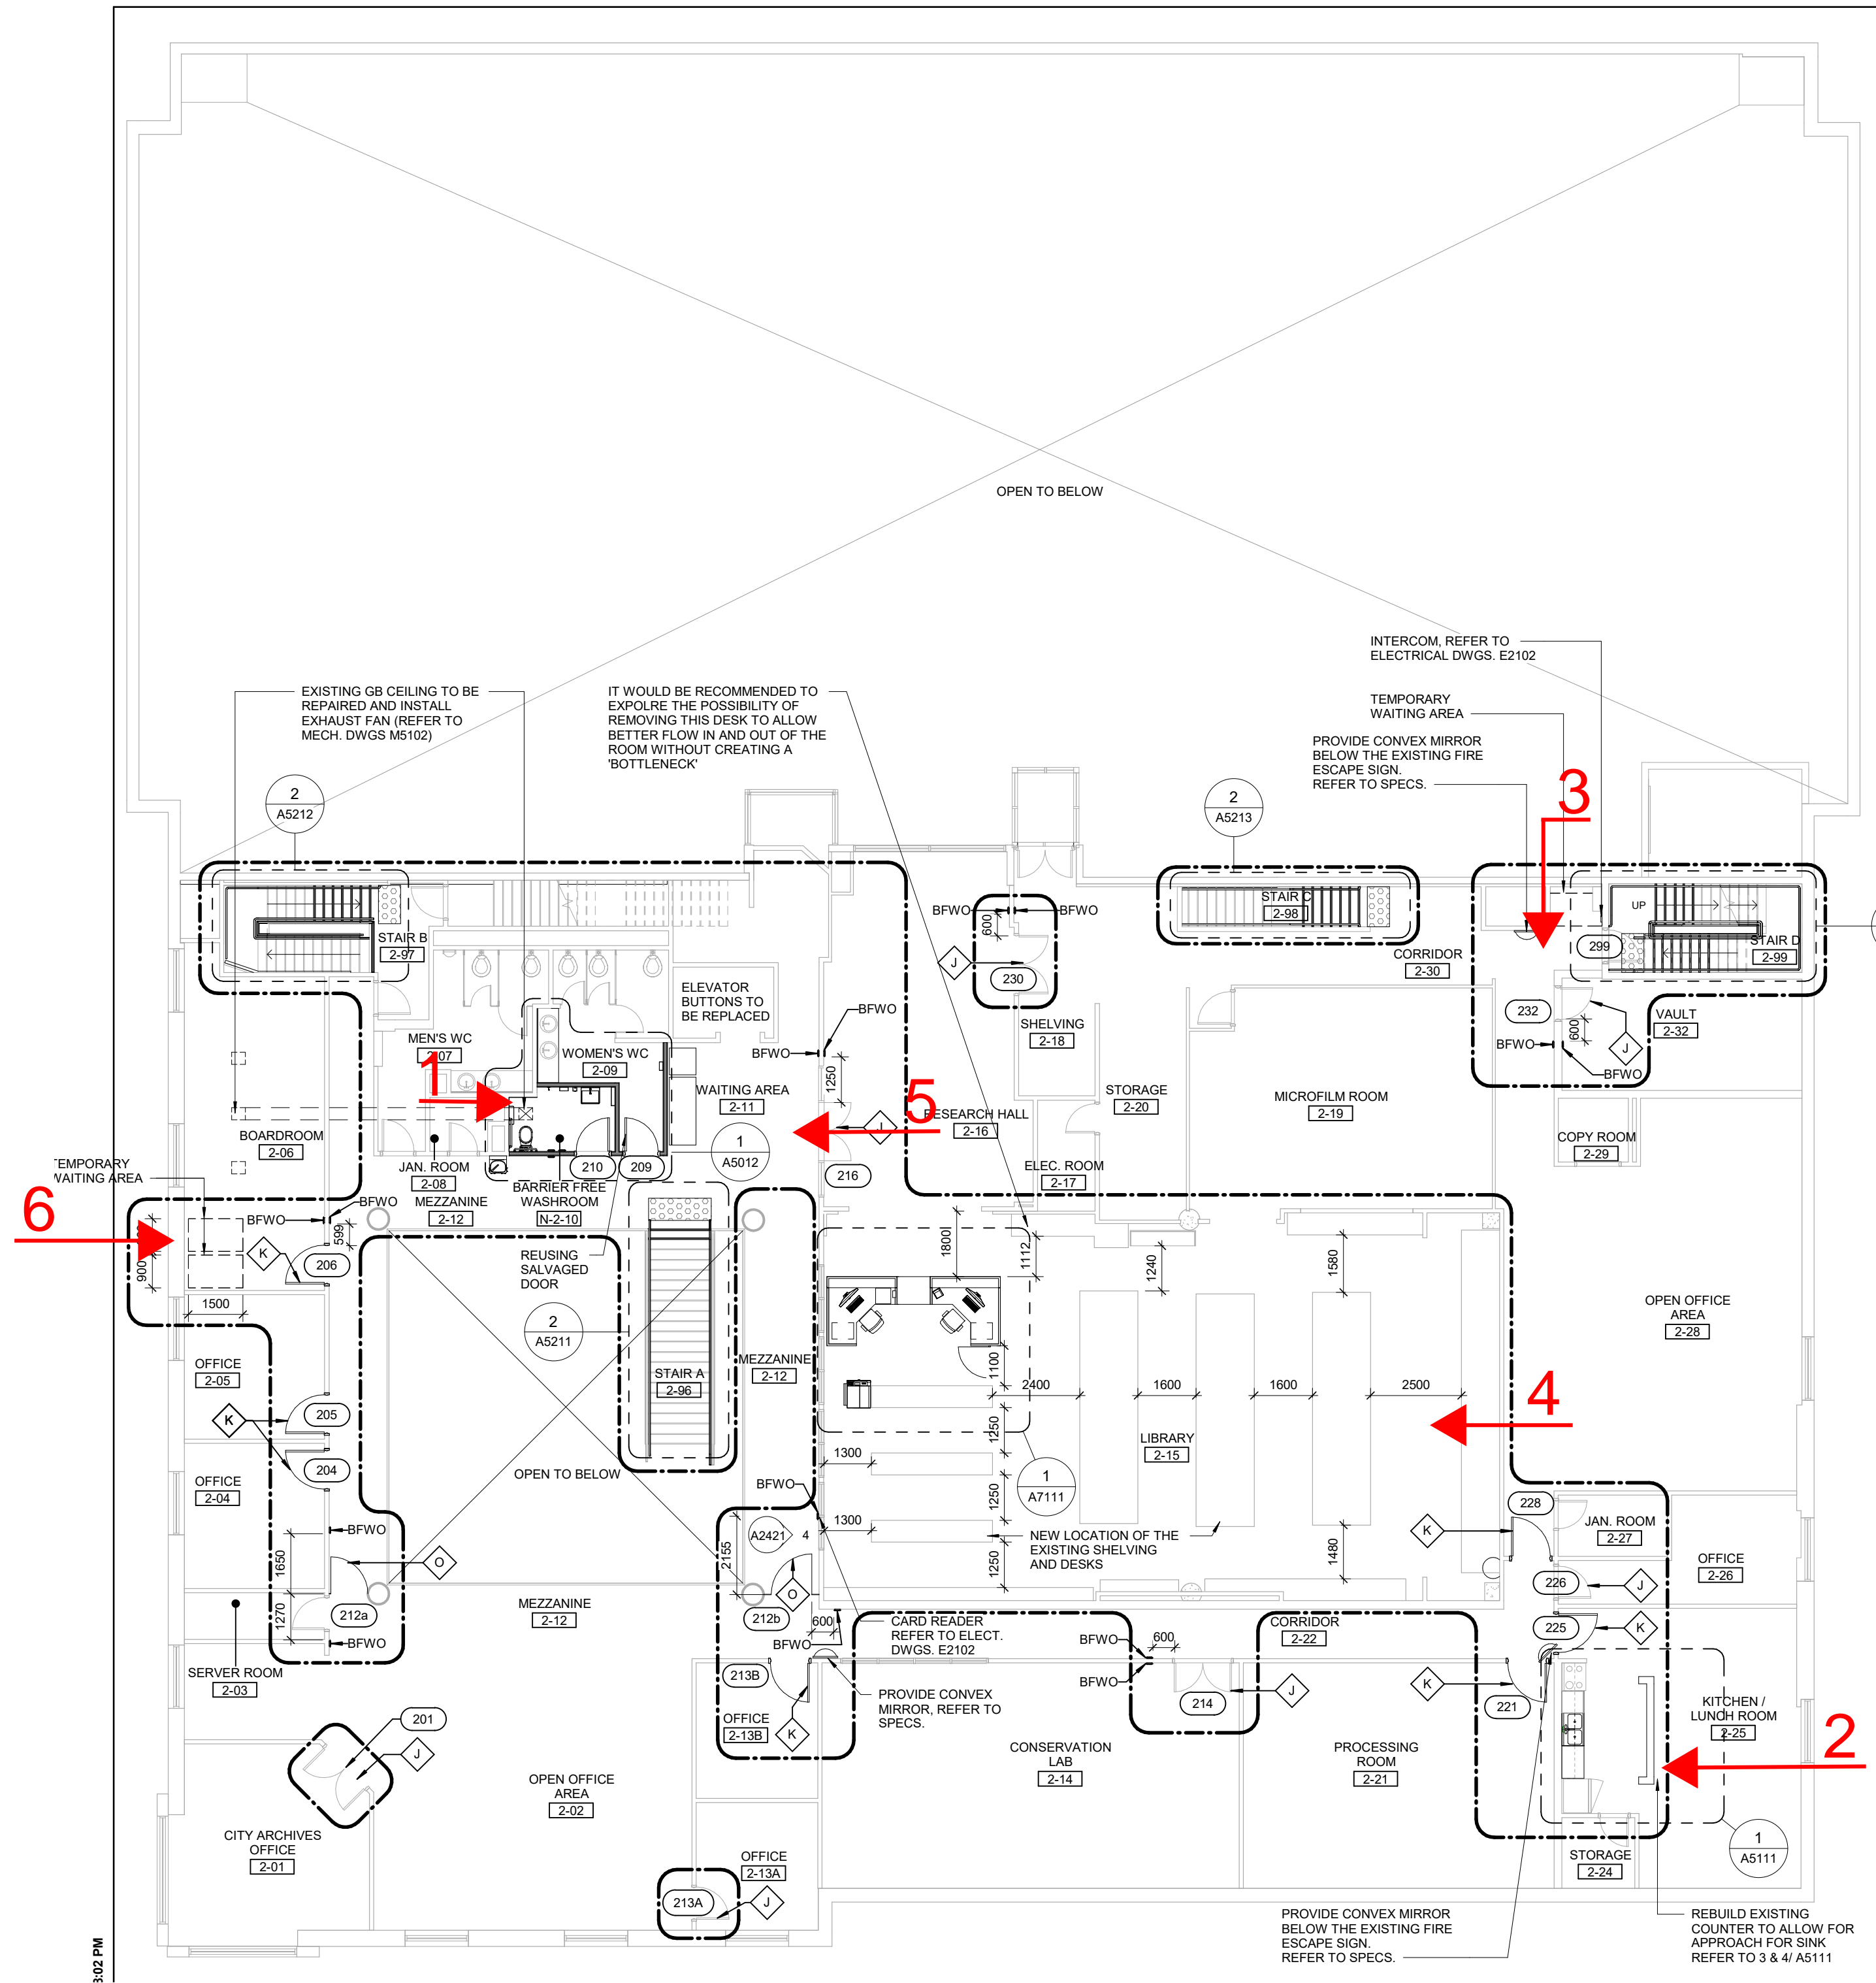 OPEN TO BELOW
INTERCOM, REFER TO
ELECTRICAL DWGS. E2102
TEMPORARY
WAITING AREA
PROVIDE CONVEX MIRROR
BELOW THE EXISTING FIRE
ESCAPE SIGN.
REFER TO SPECS.
3
EXISTING GB CEILING TO BE
REPAIRED AND INSTALL
EXHAUST FAN (REFER TO
MECH. DWGS M5102)
IT WOULD BE RECOMMENDED TO
EXPOLRE THE POSSIBILITY OF
REMOVING THIS DESK TO ALLOW
BETTER FLOW IN AND OUT OF THE
ROOM WITHOUT CREATING A
'BOTTLENECK'
2
A5212
2
A5213
STAIR B
2-97
BFWO
BFWO
600
J
230
STAIR C
2-98
CORRIDOR
2-30
UP
299
STAIR D
2-99
232
VAULT
2-32
600
BFWO
BFWO
J
ELEVATOR
BUTTONS TO
BE REPLACED
BFWO
BFWO
1250
MEN'S WC
2-07
1
WOMEN'S WC
2-09
WAITING AREA
2-11
5
J
216
RESEARCH HALL
2-16
SHELVING
2-18
STORAGE
2-20
MICROFILM ROOM
2-19
COPY ROOM
2-29
ELEC. ROOM
2-17
BOARDROOM
2-06
JAN. ROOM
2-08
1
A5012
210
209
BARRIER FREE
WASHROOM
N-2-10
MEZZANINE
2-12
TEMPORARY
WAITING AREA
6
BFWO
BFWO
599
K
206
900
1500
REUSING
SALVAGED
DOOR
2
A5211
STAIR A
2-96
MEZZANINE
2-12
1800
1112
1240
1580
1100
2400
1600
1600
2500
1250
1300
1250
1300
1250
1480
LIBRARY
2-15
4
1
A7111
NEW LOCATION OF THE
EXISTING SHELVING
AND DESKS
OPEN OFFICE
AREA
2-28
OFFICE
2-05
K
205
204
OFFICE
2-04
OPEN TO BELOW
BFWO
1650
O
1270
212a
BFWO
BFWO
A2421
4
2155
O
212b
600
BFWO
MEZZANINE
2-12
CARD READER
REFER TO ELECT.
DWGS. E2102
BFWO
600
BFWO
CORRIDOR
2-22
214
J
228
K
JAN. ROOM
2-27
OFFICE
2-26
226
J
225
K
K
221
KITCHEN /
LUNCH ROOM
2-25
2
SERVER ROOM
2-03
213B
OFFICE
2-13B
K
PROVIDE CONVEX
MIRROR, REFER TO
SPECS.
CONSERVATION
LAB
2-14
PROCESSING
ROOM
2-21
201
J
OPEN OFFICE
AREA
2-02
CITY ARCHIVES
OFFICE
2-01
OFFICE
2-13A
213A
J
STORAGE
2-24
1
A5111
PROVIDE CONVEX MIRROR
BELOW THE EXISTING FIRE
ESCAPE SIGN.
REFER TO SPECS.
REBUILD EXISTING
COUNTER TO ALLOW FOR
APPROACH FOR SINK
REFER TO 3 & 4/ A5111
3:02 PM